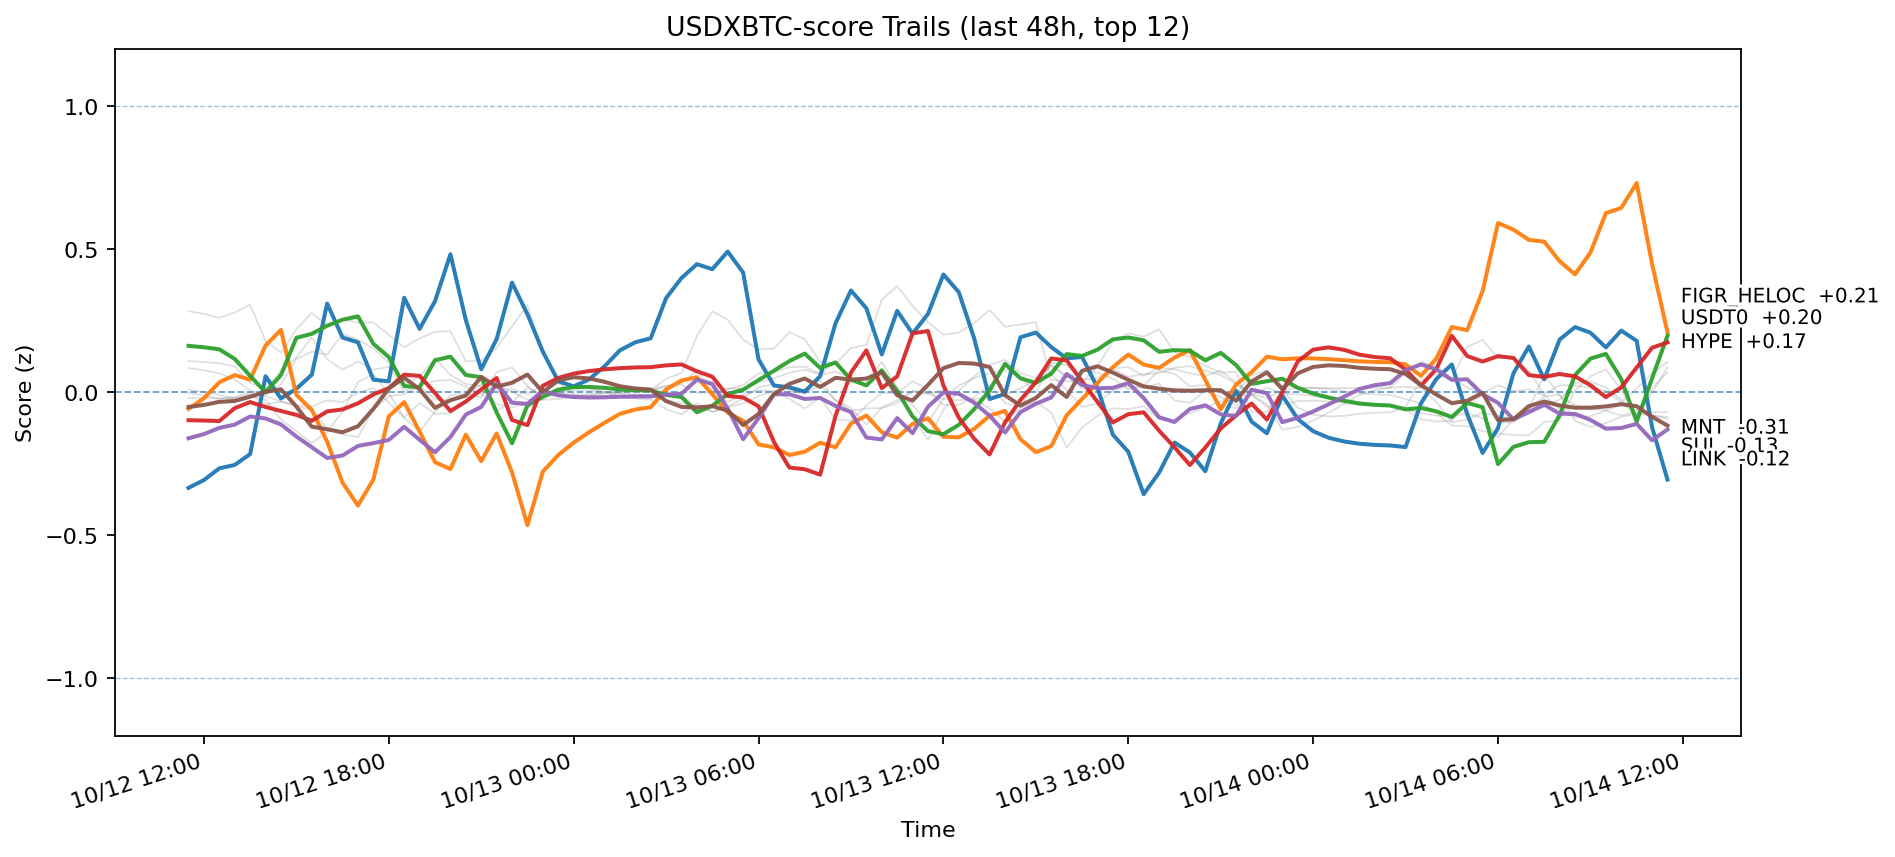 USDXBTC-score Trails (last 48h, top 12)
Score (z)
1.0
0.5
0.0
−0.5
−1.0
FIGR_HELOC +0.21
USDT0 +0.20
HYPE +0.17
MNT -0.31
SUI -0.13
LINK -0.12
10/12 12:00
10/12 18:00
10/13 00:00
10/13 06:00
10/13 12:00
10/13 18:00
10/14 00:00
10/14 06:00
10/14 12:00
Time